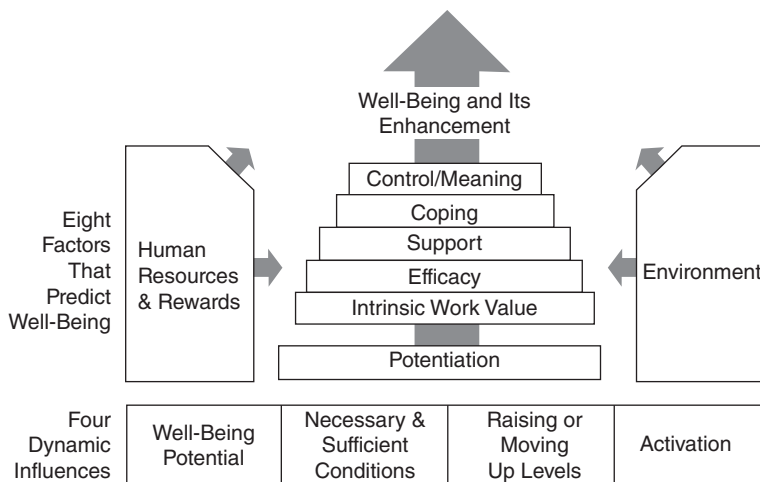 Well-Being and Its
Enhancement
Control/Meaning
Coping
Support
Efficacy
Intrinsic Work Value
Potentiation
Eight
Factors
That
Predict
Well-Being
Human
Resources
& Rewards
Environment
Four
Dynamic
Influences
Well-Being
Potential
Necessary &
Sufficient
Conditions
Raising or
Moving
Up Levels
Activation